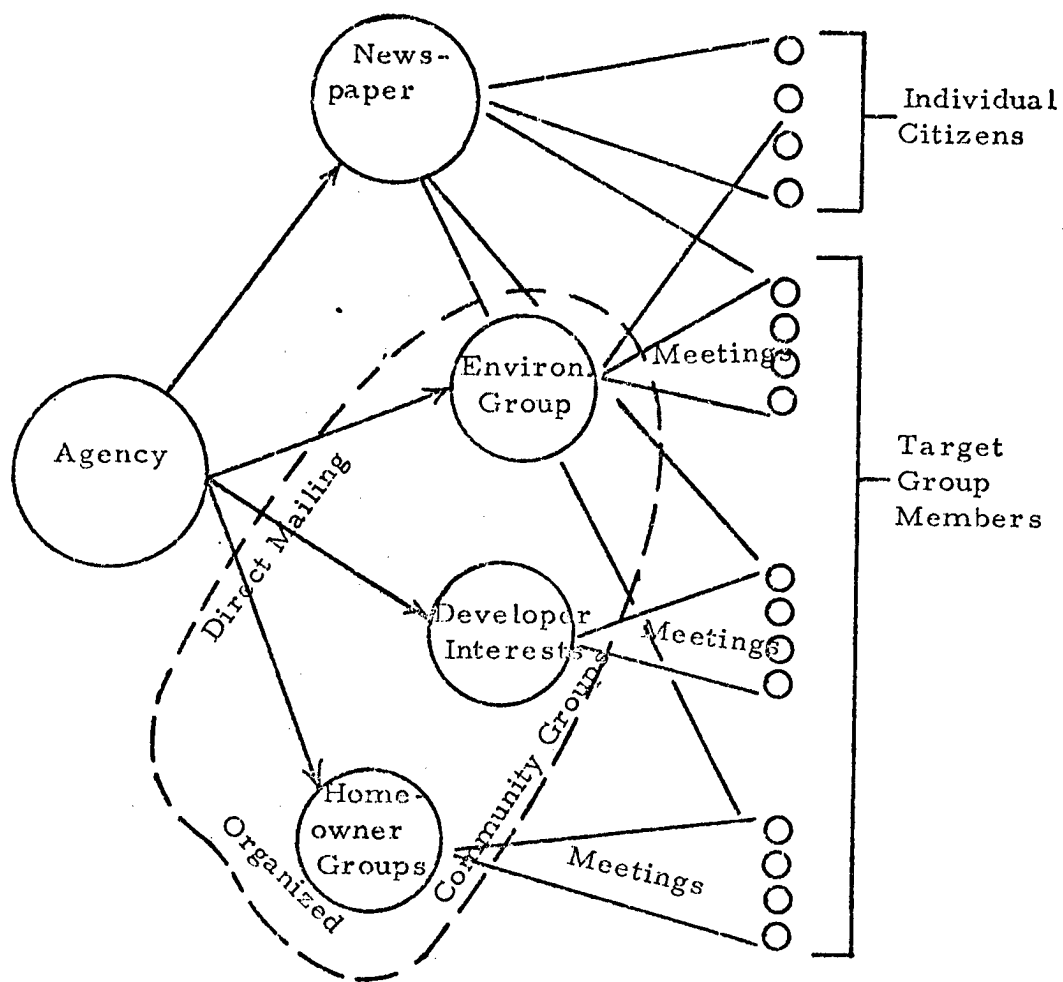 News-
paper
Individual
Citizens
Environ.
Group
Meetings
Agency
Target
Group
Members
Direct Mailing
Developer
Interests
Meetings
Community Groups
Home-
owner
Groups
Organized
Meetings